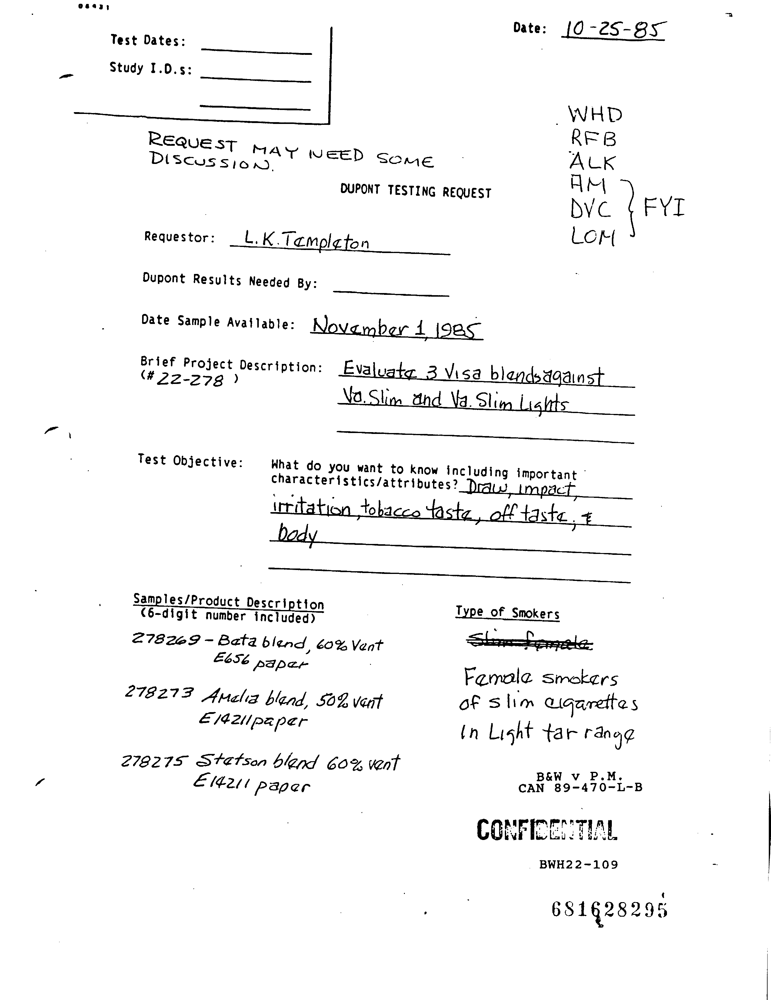 06431
Date: 10-25-85
Test Dates:
Study I.D.s:
WHD
RFB
ALK
AM
DVC
LOM
FYI
REQUEST MAY NEED SOME
DISCUSSION.
DUPONT TESTING REQUEST
Requestor: L.K.Templeton
Dupont Results Needed By:
Date Sample Available: November 1, 1985
Brief Project Description: Evaluate 3 Visa blends against
(#22-278 )
Va. Slim and Va. Slim Lights
Test Objective: What do you want to know including important
characteristics/attributes? Draw, impact,
irritation, tobacco taste, off taste, &
body
Samples/Product Description
(6-digit number included)
278269 - Beta blend, 60% Vent
E656 paper
278273 Amelia blend, 50% vent
E14211 paper
278275 Stetson blend 60% vent
E14211 paper
Type of Smokers
Slim female
Female smokers
of slim cigarettes
in Light tar range
B&W v P.M.
CAN 89-470-L-B
CONFIDENTIAL
BWH22-109
681628295